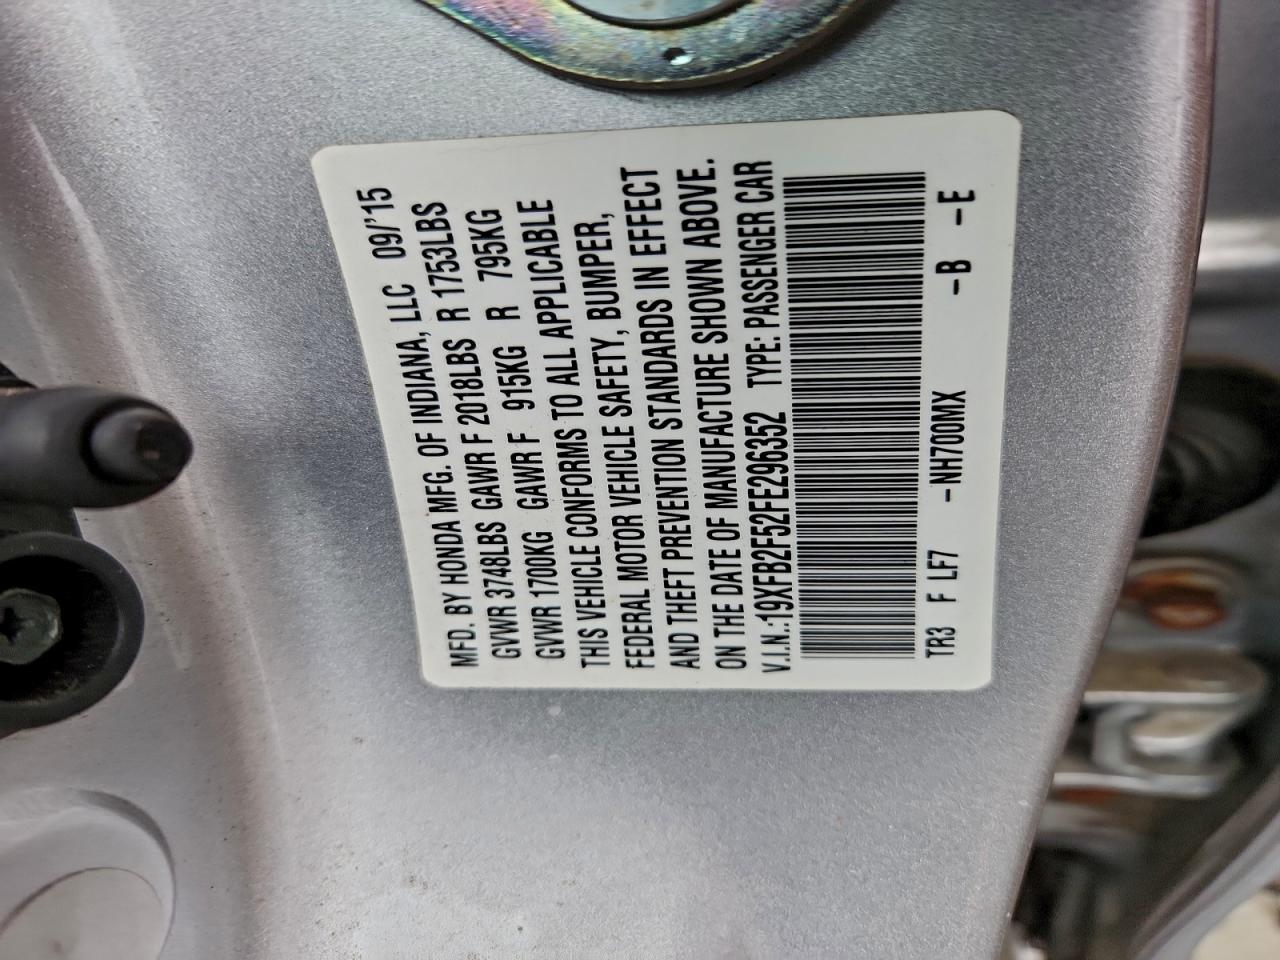 MFD. BY HONDA MFG. OF INDIANA, LLC 09/'15
GVWR 3748LBS GAWR F 2018LBS R 1753LBS
GVWR 1700KG GAWR F 915KG R 795KG
THIS VEHICLE CONFORMS TO ALL APPLICABLE
FEDERAL MOTOR VEHICLE SAFETY, BUMPER,
AND THEFT PREVENTION STANDARDS IN EFFECT
ON THE DATE OF MANUFACTURE SHOWN ABOVE.
V.I.N.:19XFB2F52FE296352 TYPE: PASSENGER CAR
TR3 F LF7 -NH700MX -B -E